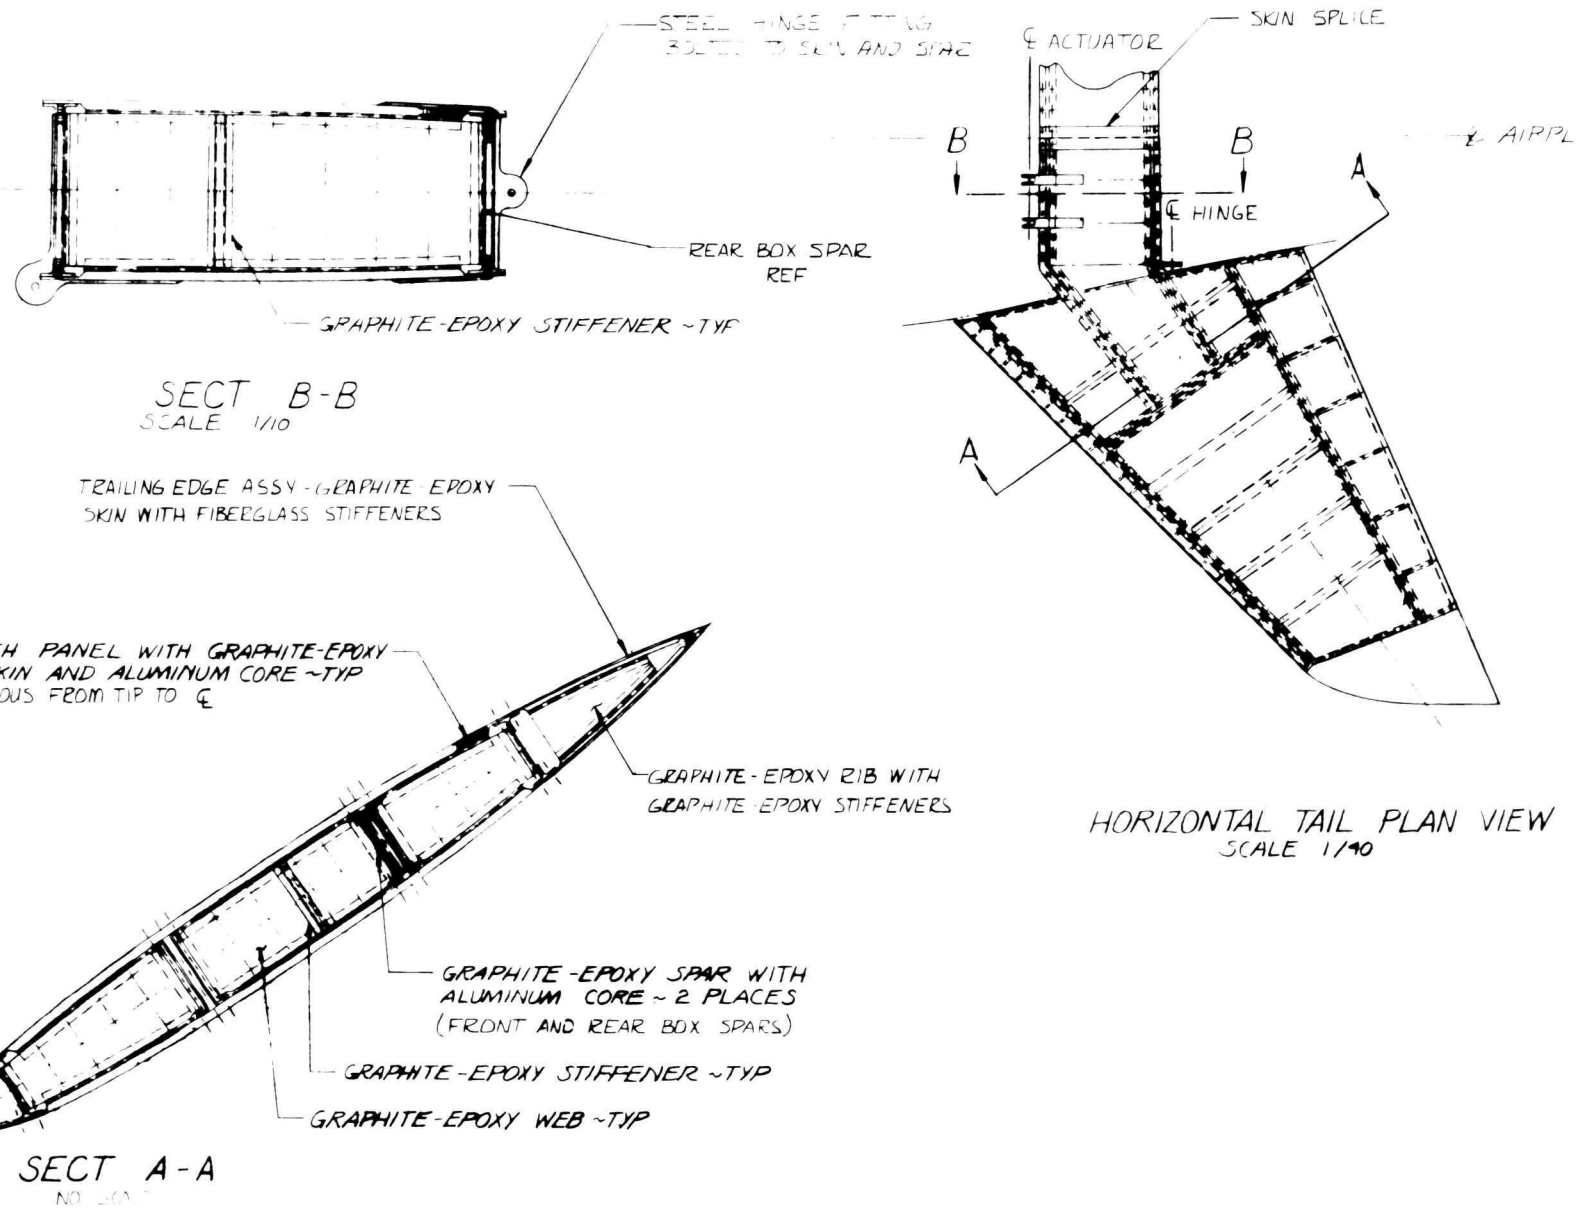 STEEL HINGE FITTING
BOLTED TO SKIN AND SPAR
SKIN SPLICE
℄ ACTUATOR
B
B
℄ AIRPL
A
℄ HINGE
REAR BOX SPAR
REF
GRAPHITE-EPOXY STIFFENER ~TYP
SECT B-B
SCALE 1/10
A
TRAILING EDGE ASSY - GRAPHITE EPOXY
SKIN WITH FIBERGLASS STIFFENERS
CH PANEL WITH GRAPHITE-EPOXY
KIN AND ALUMINUM CORE ~TYP
OUS FROM TIP TO ℄
GRAPHITE-EPOXY RIB WITH
GRAPHITE-EPOXY STIFFENERS
HORIZONTAL TAIL PLAN VIEW
SCALE 1/40
GRAPHITE-EPOXY SPAR WITH
ALUMINUM CORE ~ 2 PLACES
(FRONT AND REAR BOX SPARS)
GRAPHITE-EPOXY STIFFENER ~TYP
GRAPHITE-EPOXY WEB ~TYP
SECT A-A
NO